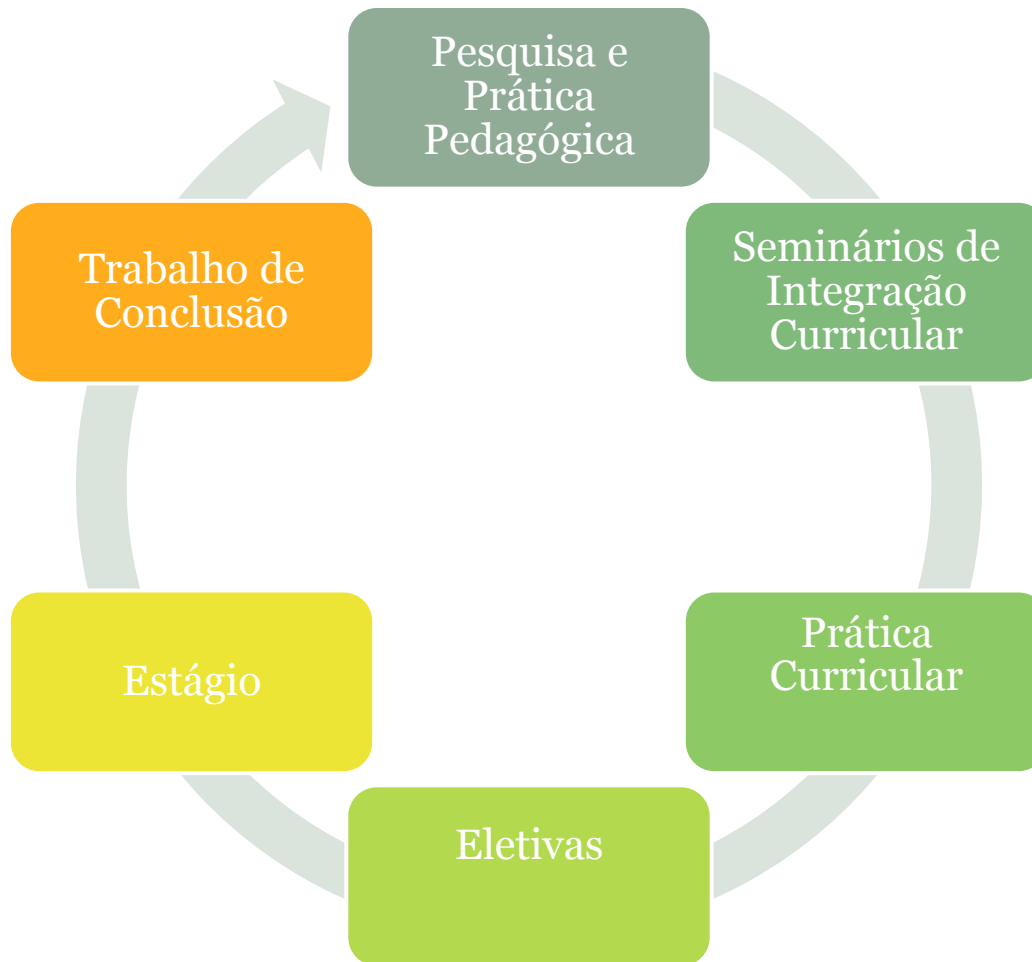 Pesquisa e
Prática
Pedagógica
Seminários de
Integração
Curricular
Prática
Curricular
Eletivas
Estágio
Trabalho de
Conclusão